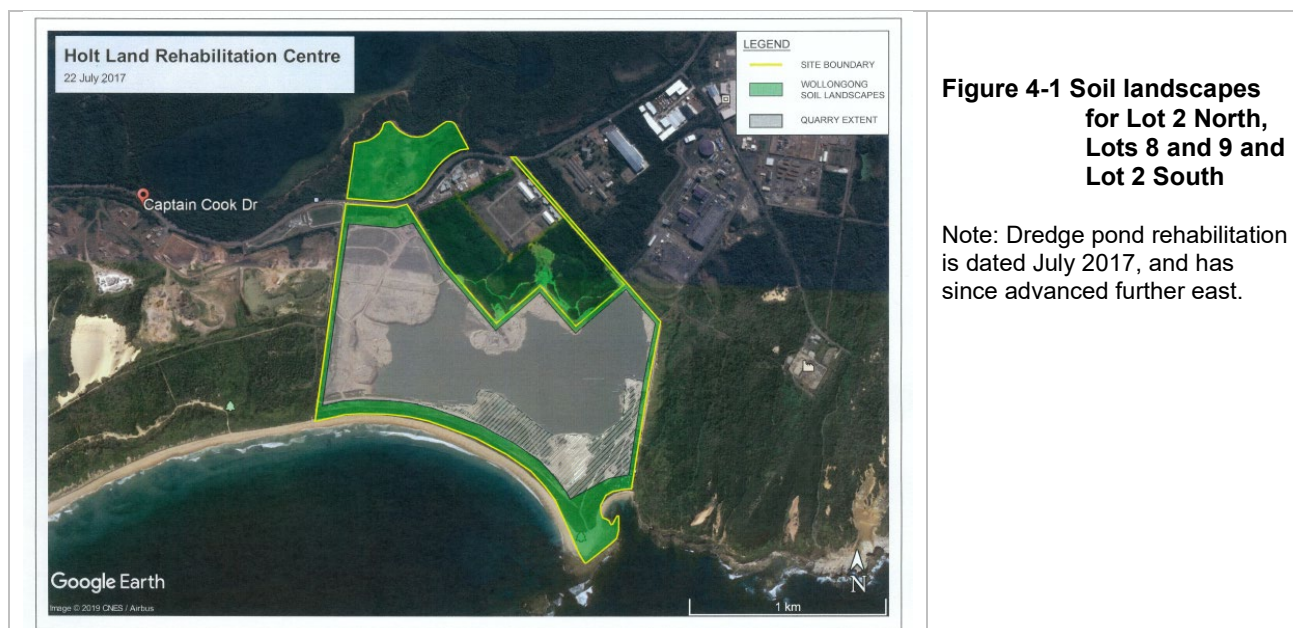 Holt Land Rehabilitation Centre
22 July 2017
LEGEND
SITE BOUNDARY
WOLLONGONG
SOIL LANDSCAPES
QUARRY EXTENT
Captain Cook Dr
Google Earth
Image © 2019 CNES / Airbus
N
1 km
Figure 4-1 Soil landscapes
for Lot 2 North,
Lots 8 and 9 and
Lot 2 South
Note: Dredge pond rehabilitation
is dated July 2017, and has
since advanced further east.